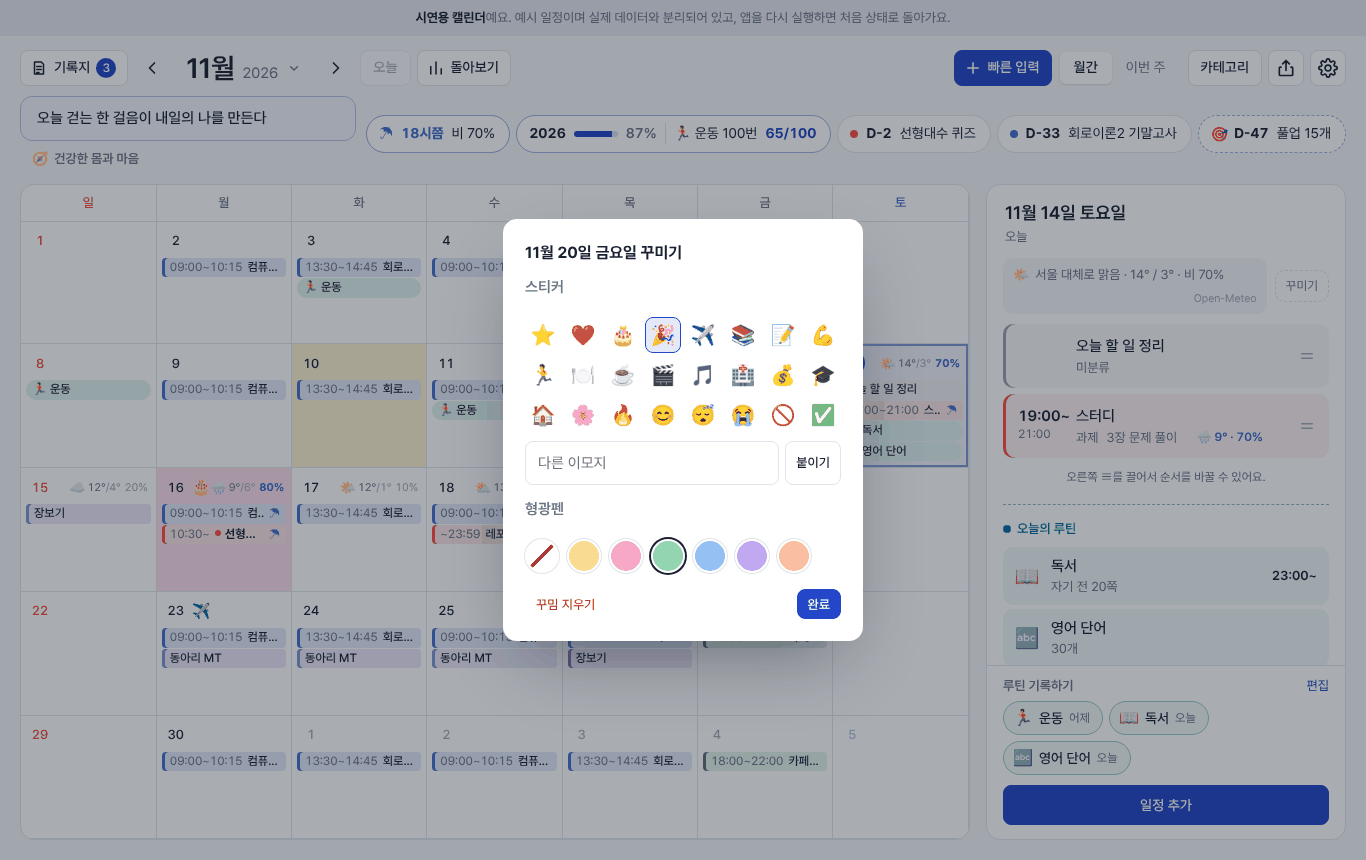 시연용 캘린더예요. 예시 일정이며 실제 데이터와 분리되어 있고, 앱을 다시 실행하면 처음 상태로 돌아가요.
기록지 3
11월 2026
오늘
돌아보기
빠른 입력
월간
이번 주
카테고리
오늘 걷는 한 걸음이 내일의 나를 만든다
건강한 몸과 마음
18시쯤 비 70%
2026 87% 운동 100번 65/100
D-2 선형대수 퀴즈
D-33 회로이론2 기말고사
D-47 풀업 15개
일 월 화 수 목 금 토
1 2 3 4
09:00~10:15 컴퓨...
13:30~14:45 회로...
09:00~10:1
운동
8 9 10 11
14°/3° 70%
운동
09:00~10:15 컴퓨...
13:30~14:45 회로...
09:00~10:1
할 일 정리
운동
00~21:00 스..
독서
영어 단어
15 12°/4° 20%
16 9°/6° 80%
17 12°/1° 10%
18 13
장보기
09:00~10:15 컴..
13:30~14:45 회로...
09:00~10:1
10:30~ 선형...
~23:59 레포
22 23 24 25
09:00~10:15 컴퓨...
13:30~14:45 회로...
09:00~10:15 컴퓨...
동아리 MT
동아리 MT
장보기
29 30 1 2 3 4 5
09:00~10:15 컴퓨...
13:30~14:45 회로...
09:00~10:15 컴퓨...
13:30~14:45 회로...
18:00~22:00 카페...
11월 20일 금요일 꾸미기
스티커
다른 이모지
붙이기
형광펜
꾸밈 지우기
완료
11월 14일 토요일
오늘
서울 대체로 맑음 · 14° / 3° · 비 70%
Open-Meteo
꾸미기
오늘 할 일 정리
미분류
19:00~ 스터디
21:00 과제 3장 문제 풀이 9° · 70%
오른쪽 ≡를 끌어서 순서를 바꿀 수 있어요.
오늘의 루틴
독서
자기 전 20쪽
23:00~
abc
영어 단어
30개
루틴 기록하기
편집
운동 어제
독서 오늘
abc 영어 단어 오늘
일정 추가